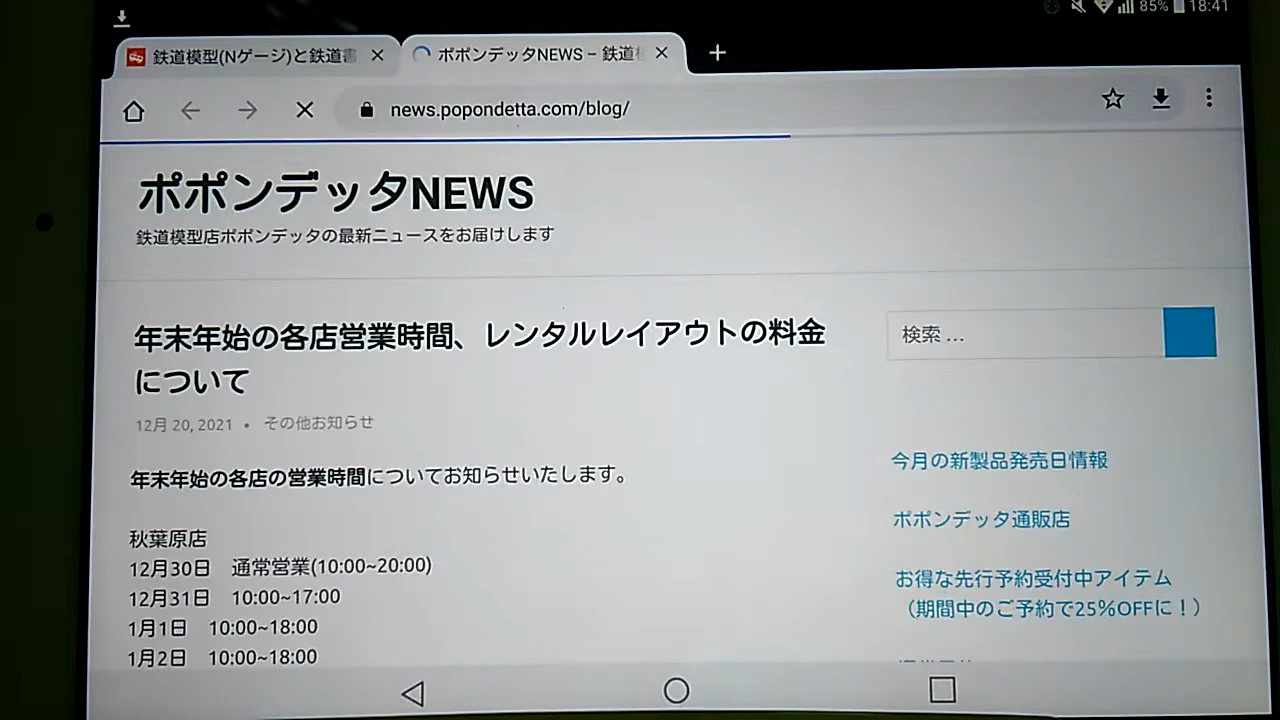 85% 18:41
鉄道模型(Nゲージ)と鉄道書
ポポンデッタNEWS – 鉄道
news.popondetta.com/blog/
ポポンデッタNEWS
鉄道模型店ポポンデッタの最新ニュースをお届けします
年末年始の各店営業時間、レンタルレイアウトの料金
について
12月 20, 2021 • その他お知らせ
年末年始の各店の営業時間についてお知らせいたします。
秋葉原店
12月30日 通常営業(10:00~20:00)
12月31日 10:00~17:00
1月1日 10:00~18:00
1月2日 10:00~18:00
検索 …
今月の新製品発売日情報
ポポンデッタ通販店
お得な先行予約受付中アイテム
（期間中のご予約で25%OFFに！）